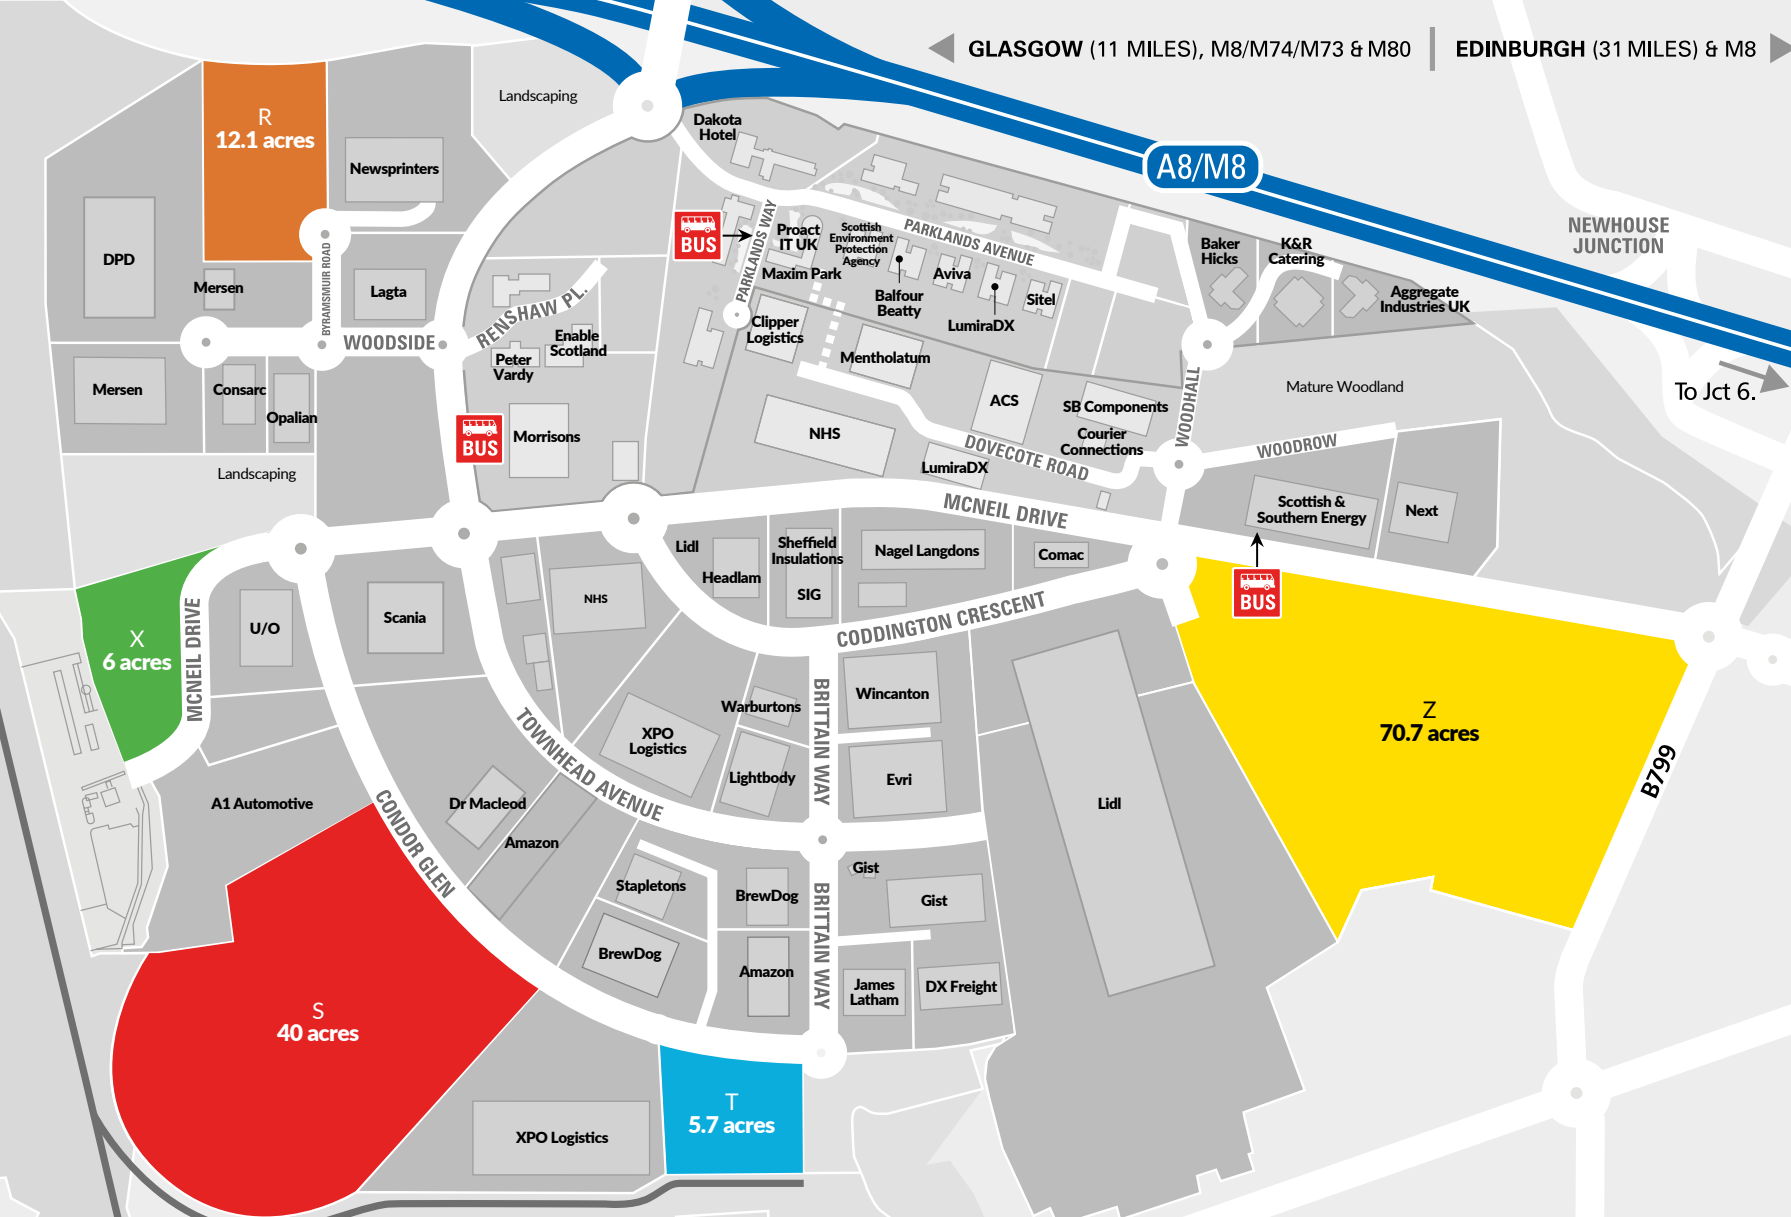 GLASGOW (11 MILES), M8/M74/M73 & M80
EDINBURGH (31 MILES) & M8
A8/M8
NEWHOUSE
JUNCTION
To Jct 6.
Landscaping
R
12.1 acres
Newsprinters
DPD
Mersen
BYRAMSMUIR ROAD
Lagta
WOODSIDE
RENSHAW PL.
Enable
Scotland
Peter
Vardy
Mersen
Consarc
Opalian
Landscaping
BUS
Morrisons
Dakota
Hotel
BUS
PARKLANDS WAY
Proact
IT UK
Maxim Park
Scottish
Environment
Protection
Agency
PARKLANDS AVENUE
Balfour
Beatty
Aviva
LumiraDX
Sitel
Clipper
Logistics
Mentholatum
ACS
NHS
LumiraDX
DOVECOTE ROAD
SB Components
Courier
Connections
Baker
Hicks
K&R
Catering
Aggregate
Industries UK
WOODHALL
Mature Woodland
WOODROW
Scottish &
Southern Energy
Next
BUS
MCNEIL DRIVE
Lidl
Headlam
Sheffield
Insulations
SIG
Nagel Langdons
Comac
CODDINGTON CRESCENT
X
6 acres
MCNEIL DRIVE
U/O
Scania
NHS
A1 Automotive
CONDOR GLEN
TOWNHEAD AVENUE
XPO
Logistics
Warburtons
Lightbody
BRITTAIN WAY
Wincanton
Evri
Dr Macleod
Amazon
Stapletons
BrewDog
BrewDog
Amazon
BRITTAIN WAY
Gist
Gist
James
Latham
DX Freight
Lidl
Z
70.7 acres
B799
S
40 acres
XPO Logistics
T
5.7 acres